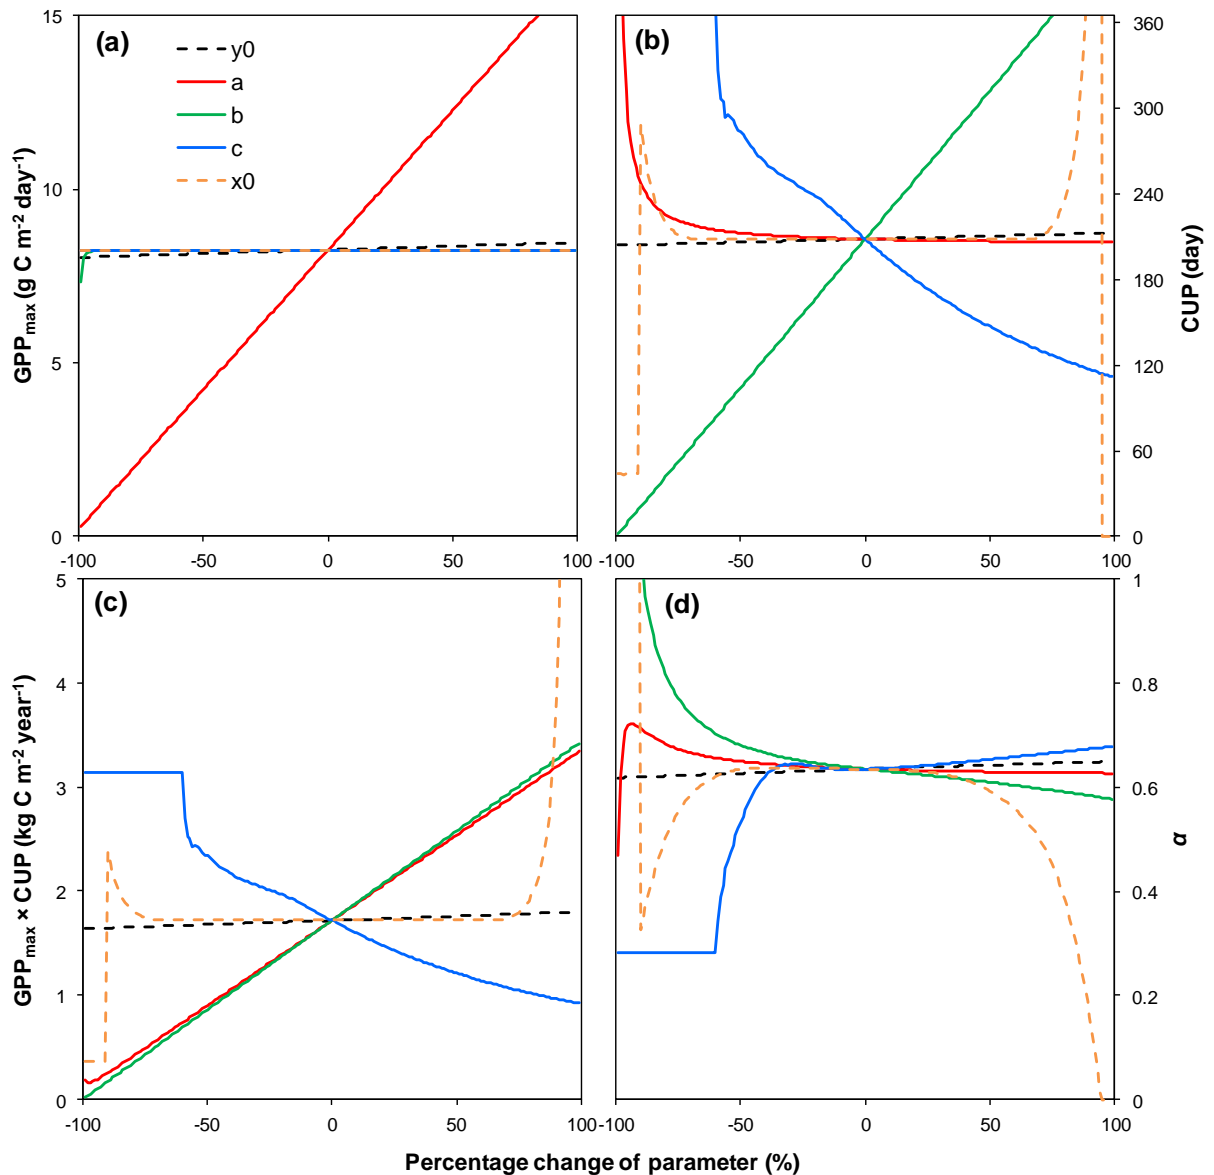 (a)
y0
a
b
c
x0
GPPmax (g C m⁻² day⁻¹)
15
10
5
0
-100 -50 0 50 100
(b)
CUP (day)
360
300
240
180
120
60
0
-100 -50 0 50 100
(c)
GPPmax × CUP (kg C m⁻² year⁻¹)
5
4
3
2
1
0
-100 -50 0 50 100
(d)
α
1
0.8
0.6
0.4
0.2
0
-100 -50 0 50 100
Percentage change of parameter (%)